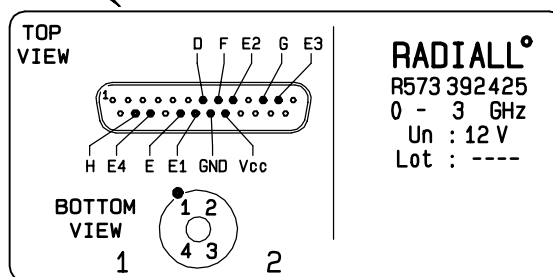 TOP
VIEW
D F E2 G E3
1
H E4 E E1 GND Vcc
BOTTOM
VIEW
1 2
4 3
1 2
RADIALL°
R573 392425
0 - 3 GHz
Un : 12 V
Lot : ----